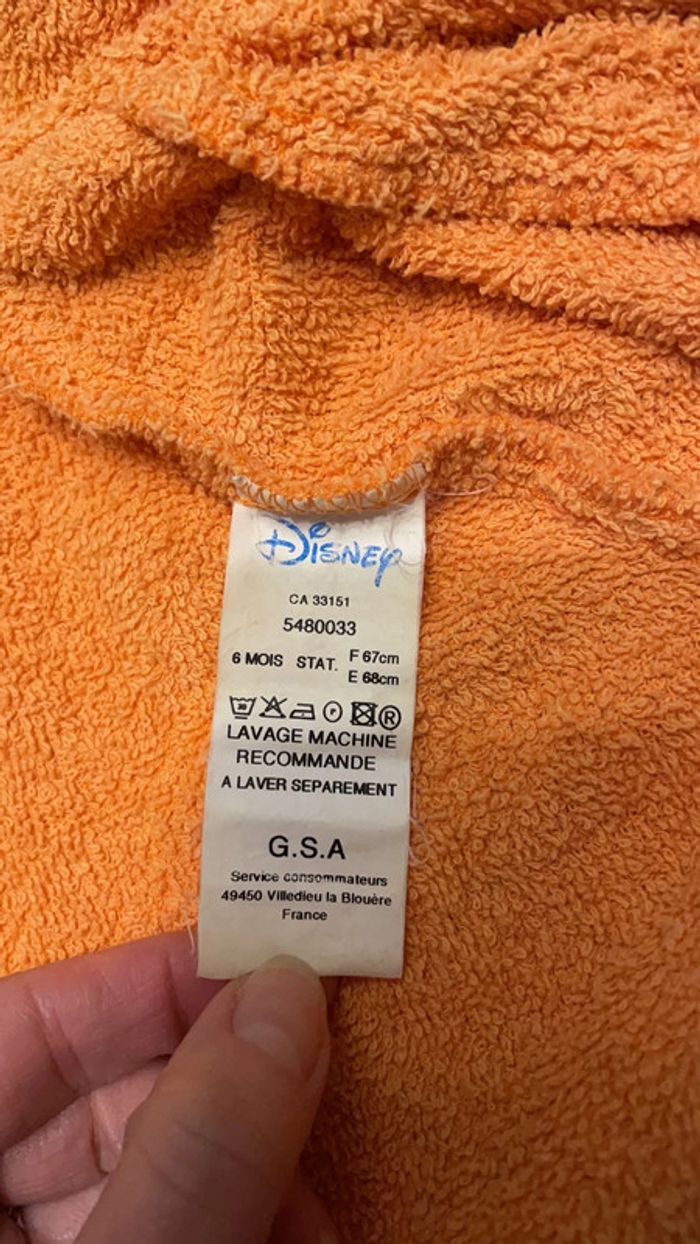 Disney
CA 33151
5480033
6 MOIS STAT. F 67cm
E 68cm
30 P R
LAVAGE MACHINE
RECOMMANDE
A LAVER SEPAREMENT
G.S.A
Service consommateurs
49450 Villedieu la Blouère
France